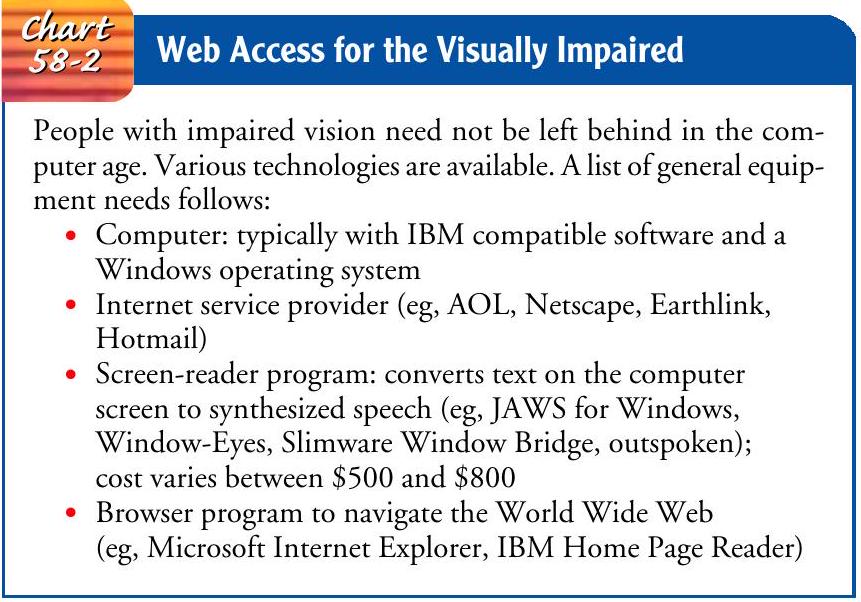 Chart
58-2
Web Access for the Visually Impaired
People with impaired vision need not be left behind in the com-
puter age. Various technologies are available. A list of general equip-
ment needs follows:
• Computer: typically with IBM compatible software and a
Windows operating system
• Internet service provider (eg, AOL, Netscape, Earthlink,
Hotmail)
• Screen-reader program: converts text on the computer
screen to synthesized speech (eg, JAWS for Windows,
Window-Eyes, Slimware Window Bridge, outspoken);
cost varies between $500 and $800
• Browser program to navigate the World Wide Web
(eg, Microsoft Internet Explorer, IBM Home Page Reader)